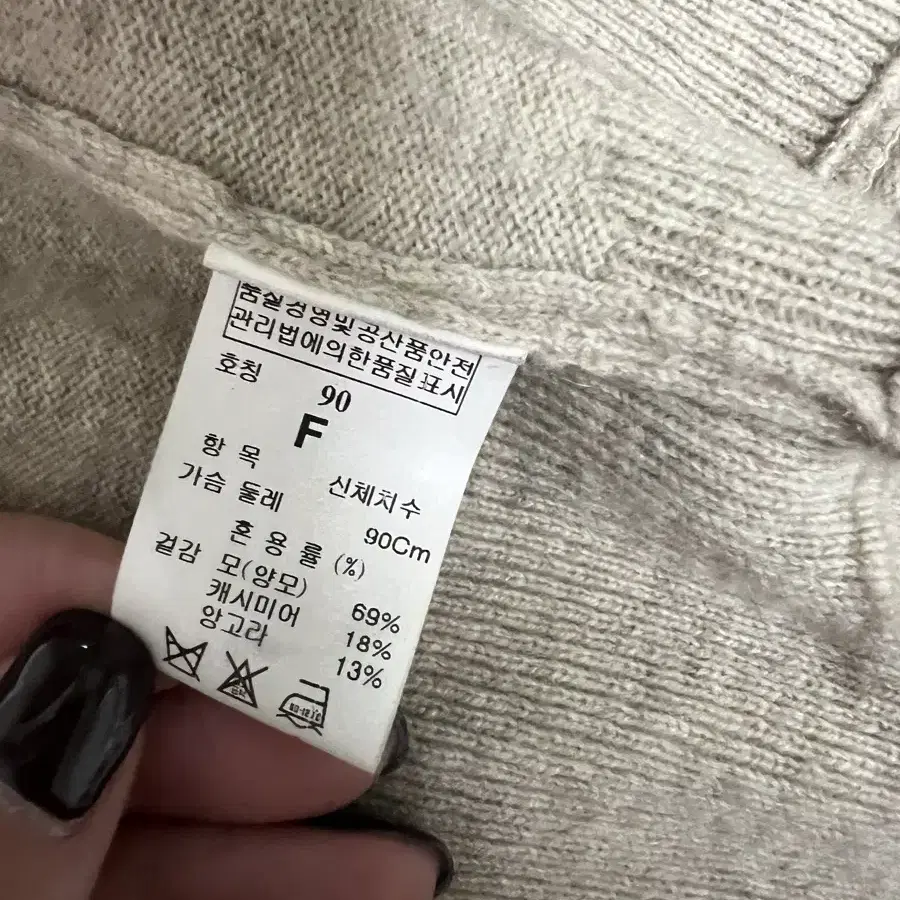 품질경영및공산품안전
관리법에의한품질표시
호칭 90
F
항 목 신체치수
가슴 둘레 90Cm
혼 용 률 (%)
겉감 모(양모) 69%
캐시미어 18%
앙고라 13%